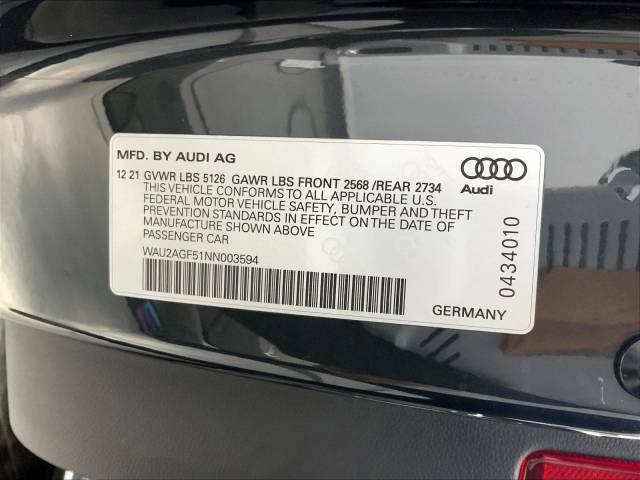 MFD. BY AUDI AG
12 21 GVWR LBS 5126 GAWR LBS FRONT 2568 /REAR 2734
THIS VEHICLE CONFORMS TO ALL APPLICABLE U.S.
FEDERAL MOTOR VEHICLE SAFETY, BUMPER AND THEFT
PREVENTION STANDARDS IN EFFECT ON THE DATE OF
MANUFACTURE SHOWN ABOVE
PASSENGER CAR
WAU2AGF51NN003594
Audi
0434010
GERMANY